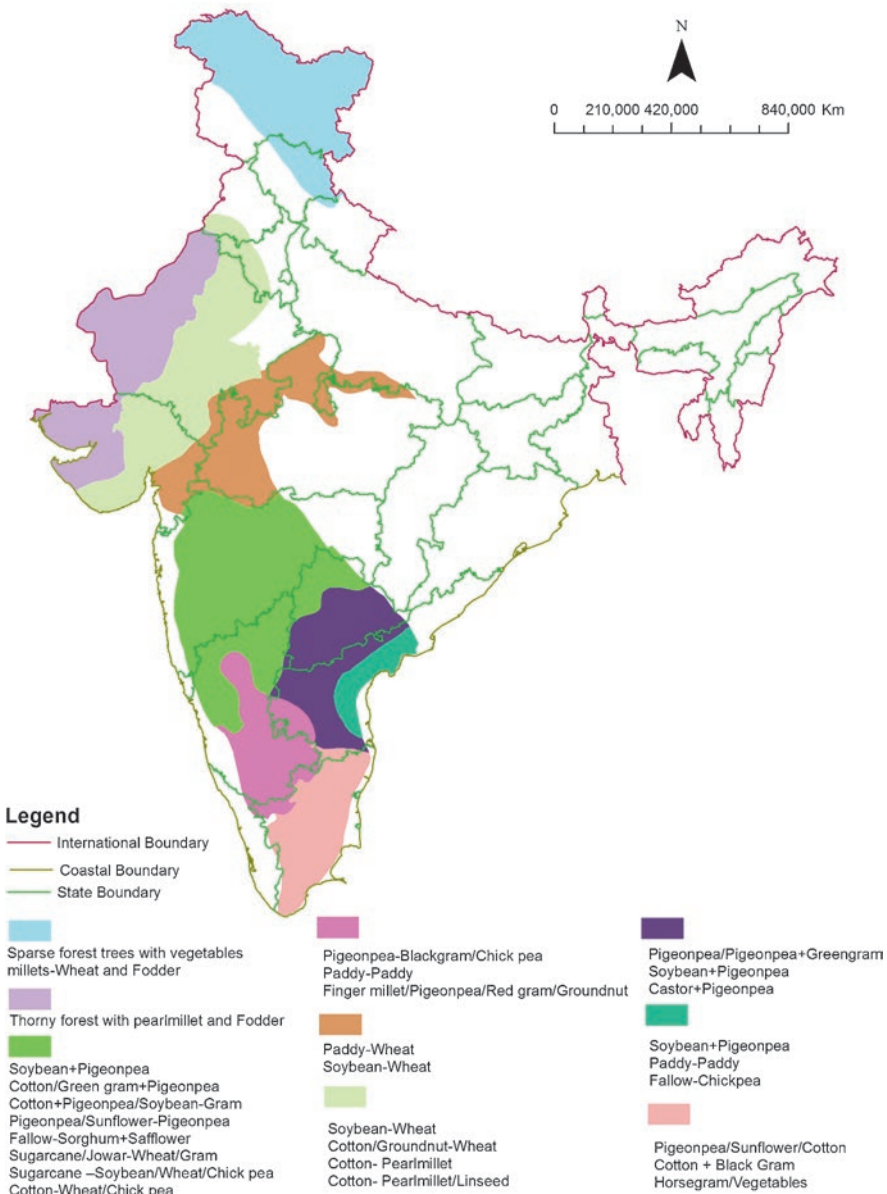 N
0 210,000 420,000 840,000 Km
Legend
International Boundary
Coastal Boundary
State Boundary
Sparse forest trees with vegetables
millets-Wheat and Fodder
Thorny forest with pearlmillet and Fodder
Soybean+Pigeonpea
Cotton/Green gram+Pigeonpea
Cotton+Pigeonpea/Soybean-Gram
Pigeonpea/Sunflower-Pigeonpea
Fallow-Sorghum+Safflower
Sugarcane/Jowar-Wheat/Gram
Sugarcane –Soybean/Wheat/Chick pea
Cotton-Wheat/Chick pea
Pigeonpea-Blackgram/Chick pea
Paddy-Paddy
Finger millet/Pigeonpea/Red gram/Groundnut
Paddy-Wheat
Soybean-Wheat
Soybean-Wheat
Cotton/Groundnut-Wheat
Cotton- Pearlmillet
Cotton- Pearlmillet/Linseed
Pigeonpea/Pigeonpea+Greengram
Soybean+Pigeonpea
Castor+Pigeonpea
Soybean+Pigeonpea
Paddy-Paddy
Fallow-Chickpea
Pigeonpea/Sunflower/Cotton
Cotton + Black Gram
Horsegram/Vegetables